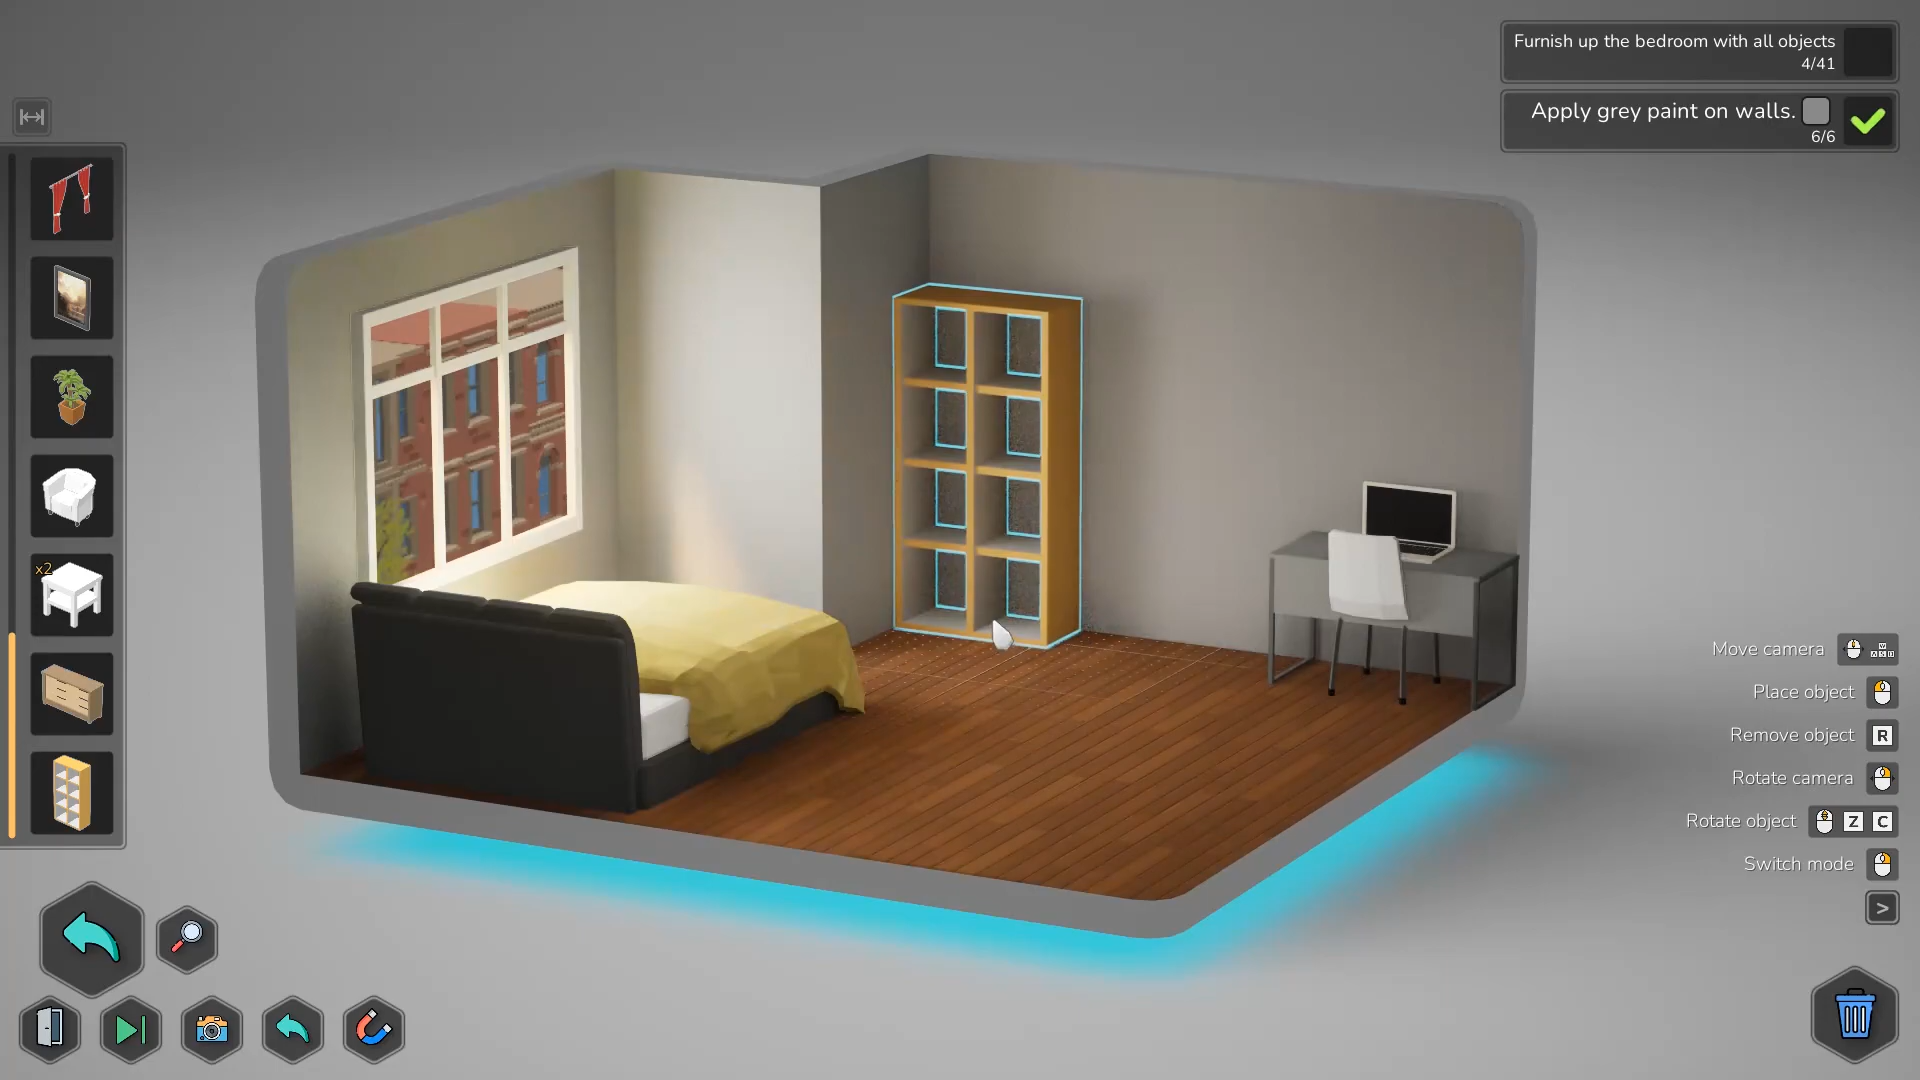 Furnish up the bedroom with all objects
4/41
Apply grey paint on walls.
6/6
x2
Move camera
W
A S D
Place object
Remove object R
Rotate camera
Rotate object Z C
Switch mode
>